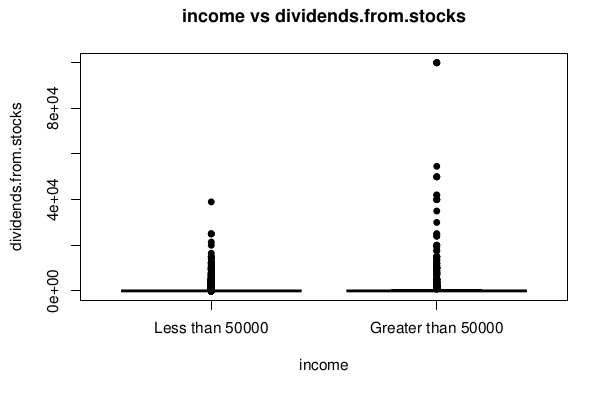 income vs dividends.from.stocks
dividends.from.stocks
8e+04
4e+04
0e+00
Less than 50000
Greater than 50000
income